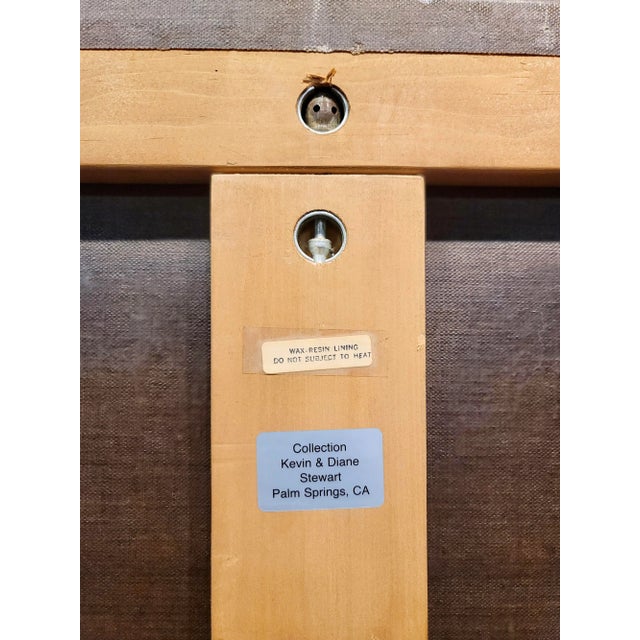 WAX-RESIN LINING
DO NOT SUBJECT TO HEAT
Collection
Kevin & Diane
Stewart
Palm Springs, CA